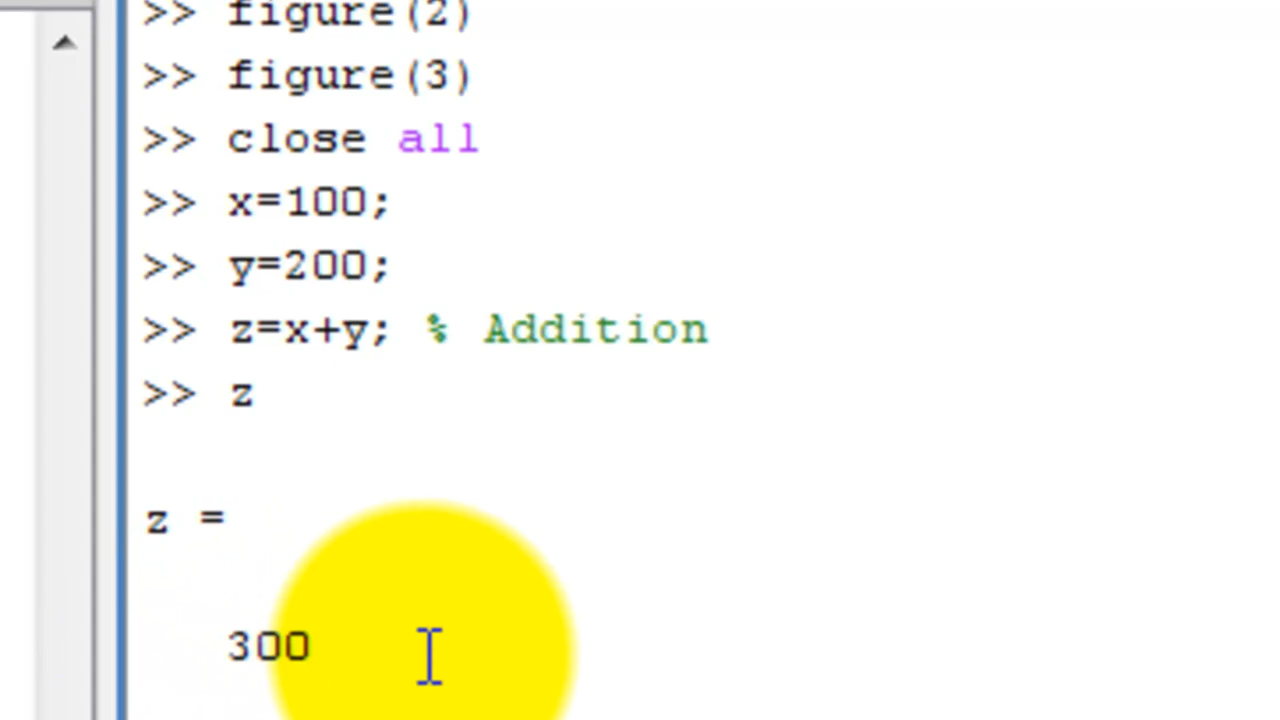 >> figure(2)
>> figure(3)
>> close all
>> x=100;
>> y=200;
>> z=x+y; % Addition
>> z
z =
300